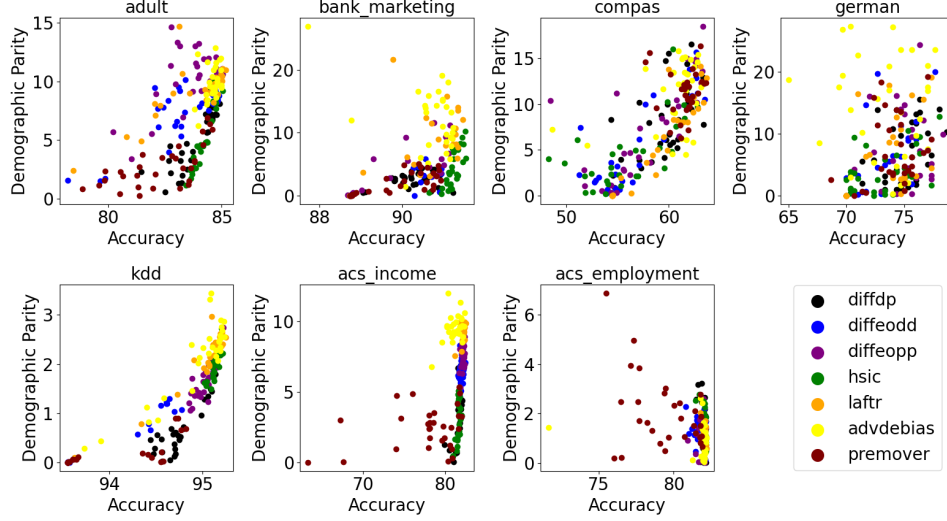 adult
bank_marketing
compas
german
15
10
5
0
Demographic Parity
80
85
Accuracy
20
10
0
Demographic Parity
88
90
Accuracy
15
10
5
0
Demographic Parity
50
60
Accuracy
20
10
0
Demographic Parity
65
70
75
Accuracy
kdd
acs_income
acs_employment
3
2
1
0
Demographic Parity
94
95
Accuracy
10
5
0
Demographic Parity
70
80
Accuracy
6
4
2
0
Demographic Parity
75
80
Accuracy
diffdp
diffeodd
diffeopp
hsic
laftr
advdebias
premover